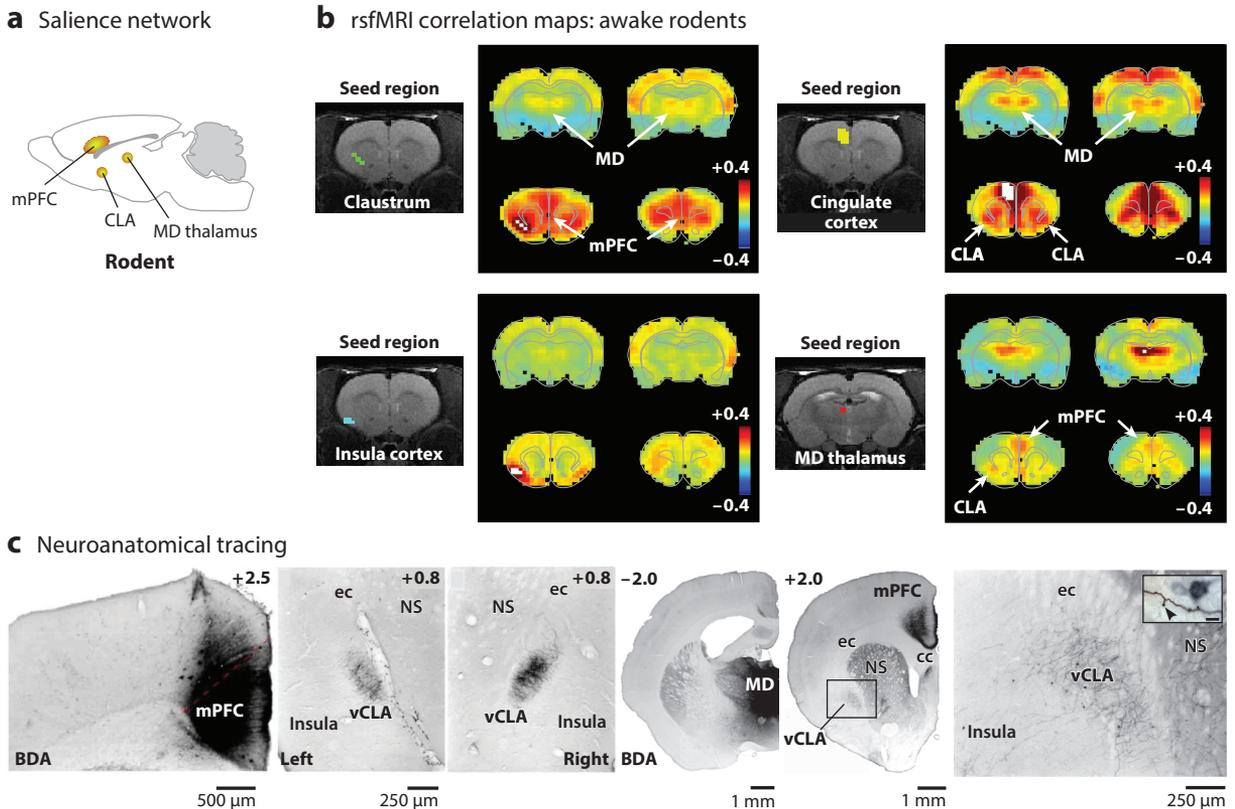 a Salience network
mPFC
CLA
MD thalamus
Rodent
b rsfMRI correlation maps: awake rodents
Seed region
Claustrum
MD
+0.4
mPFC
−0.4
Seed region
Cingulate
cortex
MD
+0.4
CLA
CLA
−0.4
Seed region
Insula cortex
+0.4
−0.4
Seed region
MD thalamus
mPFC
+0.4
CLA
−0.4
c Neuroanatomical tracing
+2.5
mPFC
BDA
500 µm
+0.8
ec
NS
vCLA
Insula
Left
250 µm
+0.8
ec
NS
vCLA
Insula
Right
−2.0
MD
BDA
1 mm
+2.0
mPFC
ec
NS
cc
vCLA
1 mm
ec
NS
vCLA
Insula
250 µm